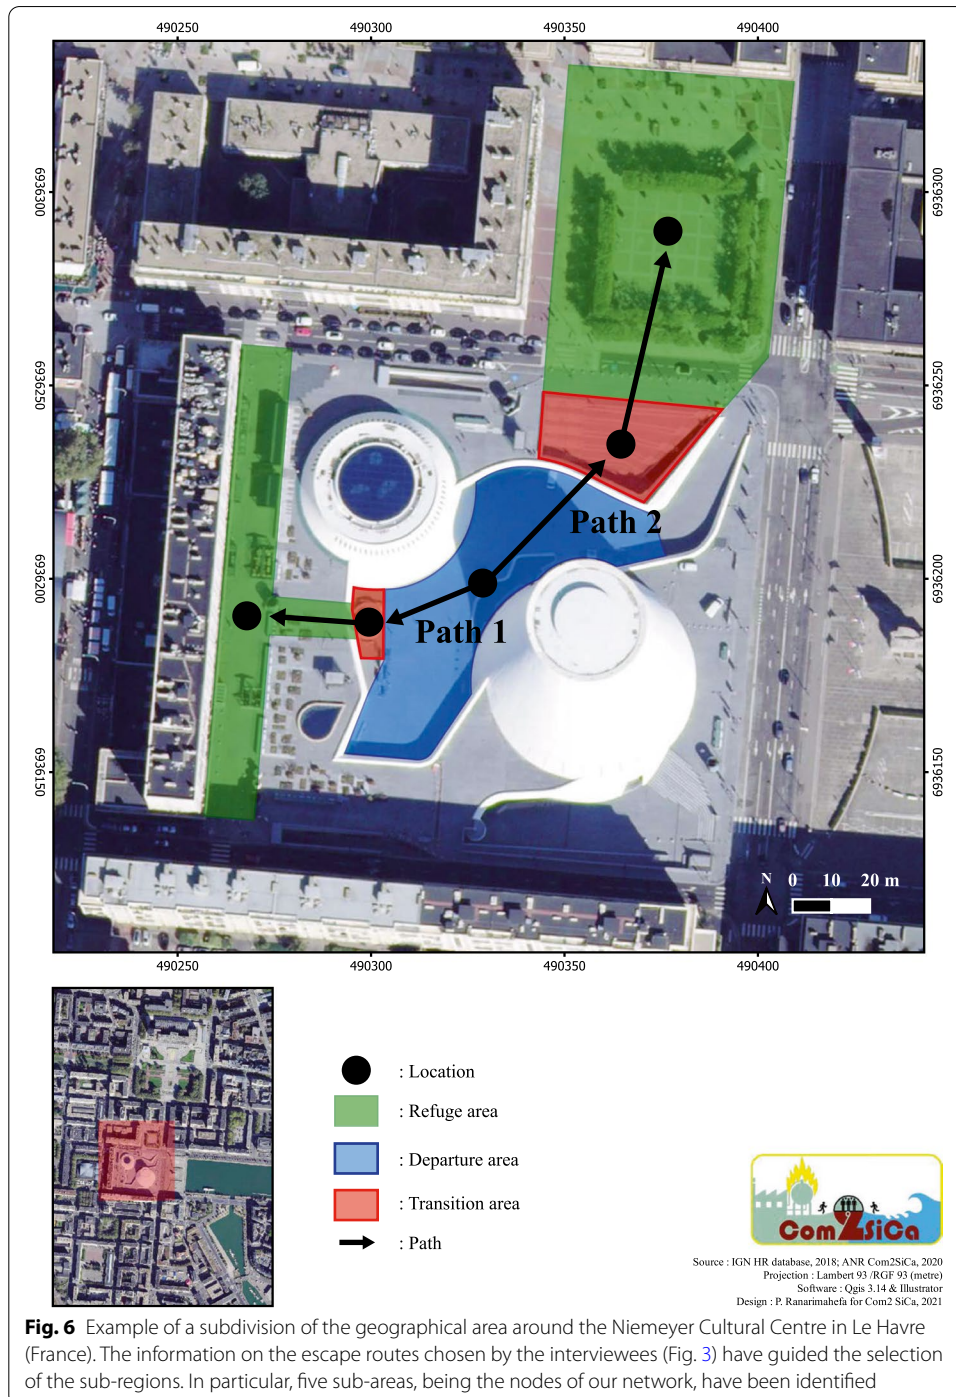 490250 490300 490350 490400
6936300 6936300
6936250 6936250
Path 2
6936200 6936200
Path 1
6936150 6936150
N 0 10 20 m
490250 490300 490350 490400
: Location
: Refuge area
: Departure area
: Transition area
: Path
Com2SiCa
Source : IGN HR database, 2018; ANR Com2SiCa, 2020
Projection : Lambert 93 /RGF 93 (metre)
Software : Qgis 3.14 & Illustrator
Design : P. Ranarimahefa for Com2 SiCa, 2021
Fig. 6 Example of a subdivision of the geographical area around the Niemeyer Cultural Centre in Le Havre
(France). The information on the escape routes chosen by the interviewees (Fig. 3) have guided the selection
of the sub-regions. In particular, five sub-areas, being the nodes of our network, have been identified